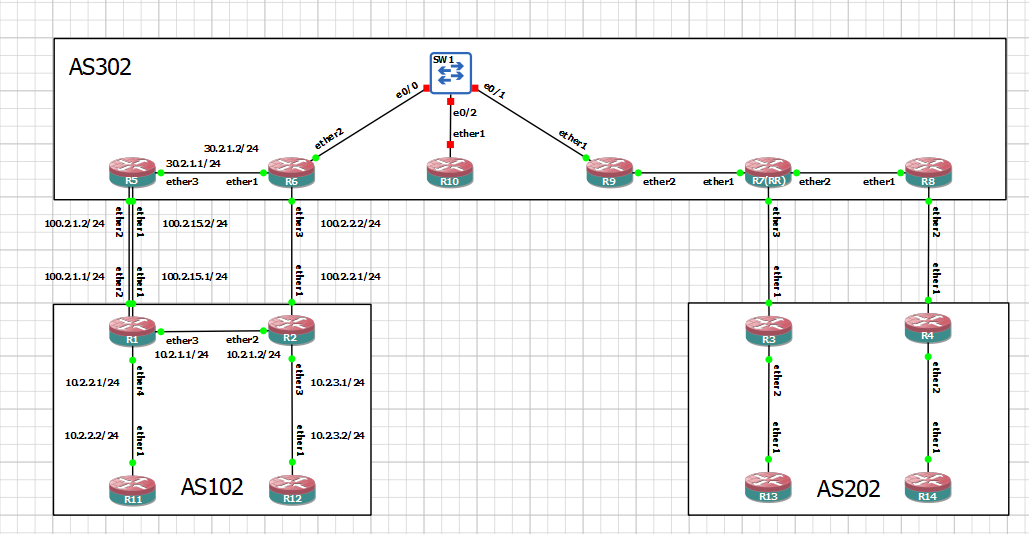 AS302
SW1
e0/0
e0/1
e0/2
ether2
ether1
ether1
30.2.1.2/24
30.2.1.1/24
R5
ether3
ether1
R6
R10
R9
ether2
ether1
R7(RR)
ether2
ether1
R8
100.2.1.2/24
ether2
ether1
100.2.15.2/24
ether3
100.2.2.2/24
ether3
ether2
100.2.1.1/24
ether2
ether1
100.2.15.1/24
ether1
100.2.2.1/24
ether1
ether1
R1
ether3
ether2
R2
10.2.1.1/24
10.2.1.2/24
R3
R4
10.2.2.1/24
ether4
ether3
10.2.3.1/24
ether2
ether2
10.2.2.2/24
ether1
ether1
10.2.3.2/24
ether1
ether1
R11
AS102
R12
R13
AS202
R14